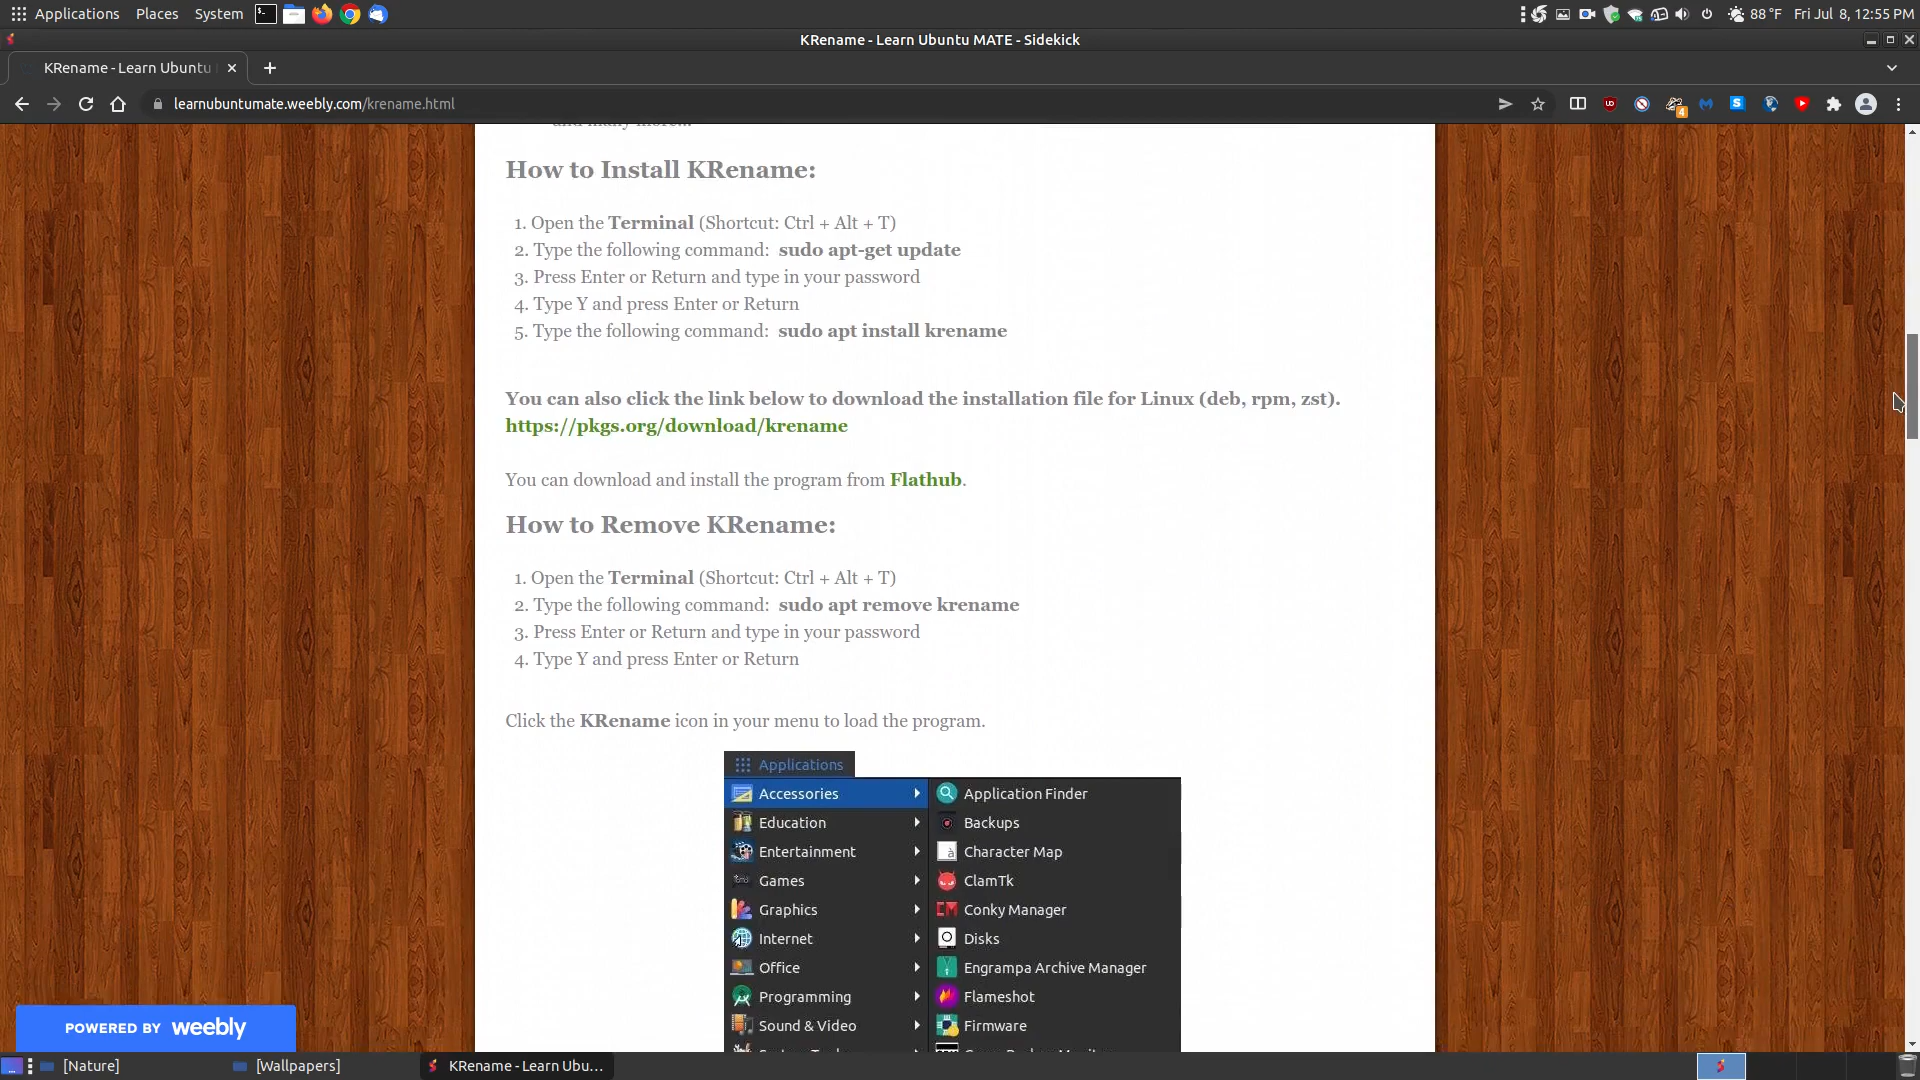 Applications Places System
88 °F Fri Jul 8, 12:55 PM
KRename - Learn Ubuntu MATE - Sidekick
KRename - Learn Ubuntu
learnubuntumate.weebly.com/krename.html
4
and many more...
How to Install KRename:
1. Open the Terminal (Shortcut: Ctrl + Alt + T)
2. Type the following command:  sudo apt-get update
3. Press Enter or Return and type in your password
4. Type Y and press Enter or Return
5. Type the following command:  sudo apt install krename
You can also click the link below to download the installation file for Linux (deb, rpm, zst).
https://pkgs.org/download/krename
You can download and install the program from Flathub.
How to Remove KRename:
1. Open the Terminal (Shortcut: Ctrl + Alt + T)
2. Type the following command:  sudo apt remove krename
3. Press Enter or Return and type in your password
4. Type Y and press Enter or Return
Click the KRename icon in your menu to load the program.
Applications
Accessories
Application Finder
Education
Backups
Entertainment
Character Map
Games
ClamTk
Graphics
Conky Manager
Internet
Disks
Office
Engrampa Archive Manager
Programming
Flameshot
Sound & Video
Firmware
POWERED BY weebly
[Nature] [Wallpapers] KRename - Learn Ubu...